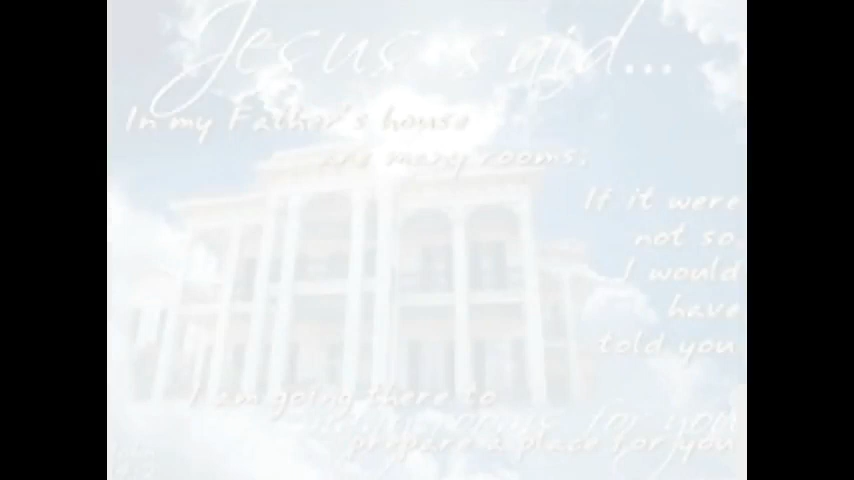 Jesus said...
In my Father's house
are many rooms.
If it were
not so
I would
have
told you
I am going there to
prepare a place for you